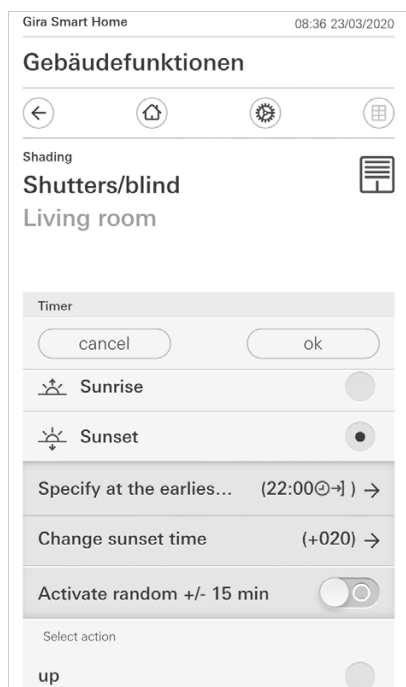 Gira Smart Home 08:36 23/03/2020
Gebäudefunktionen
Shading
Shutters/blind
Living room
Timer
cancel ok
Sunrise
Sunset
Specify at the earlies... (22:00)
Change sunset time (+020)
Activate random +/- 15 min
Select action
up